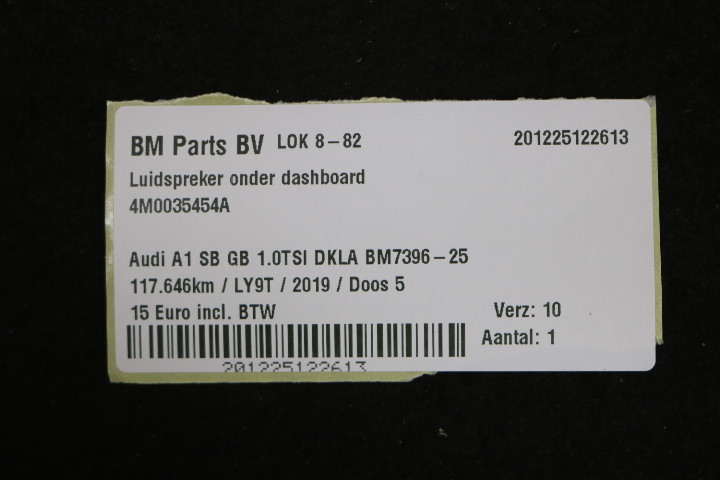 BM Parts BV LOK 8-82 201225122613
Luidspreker onder dashboard
4M0035454A
Audi A1 SB GB 1.0TSI DKLA BM7396-25
117.646km / LY9T / 2019 / Doos 5
15 Euro incl. BTW Verz: 10
Aantal: 1
201225122613